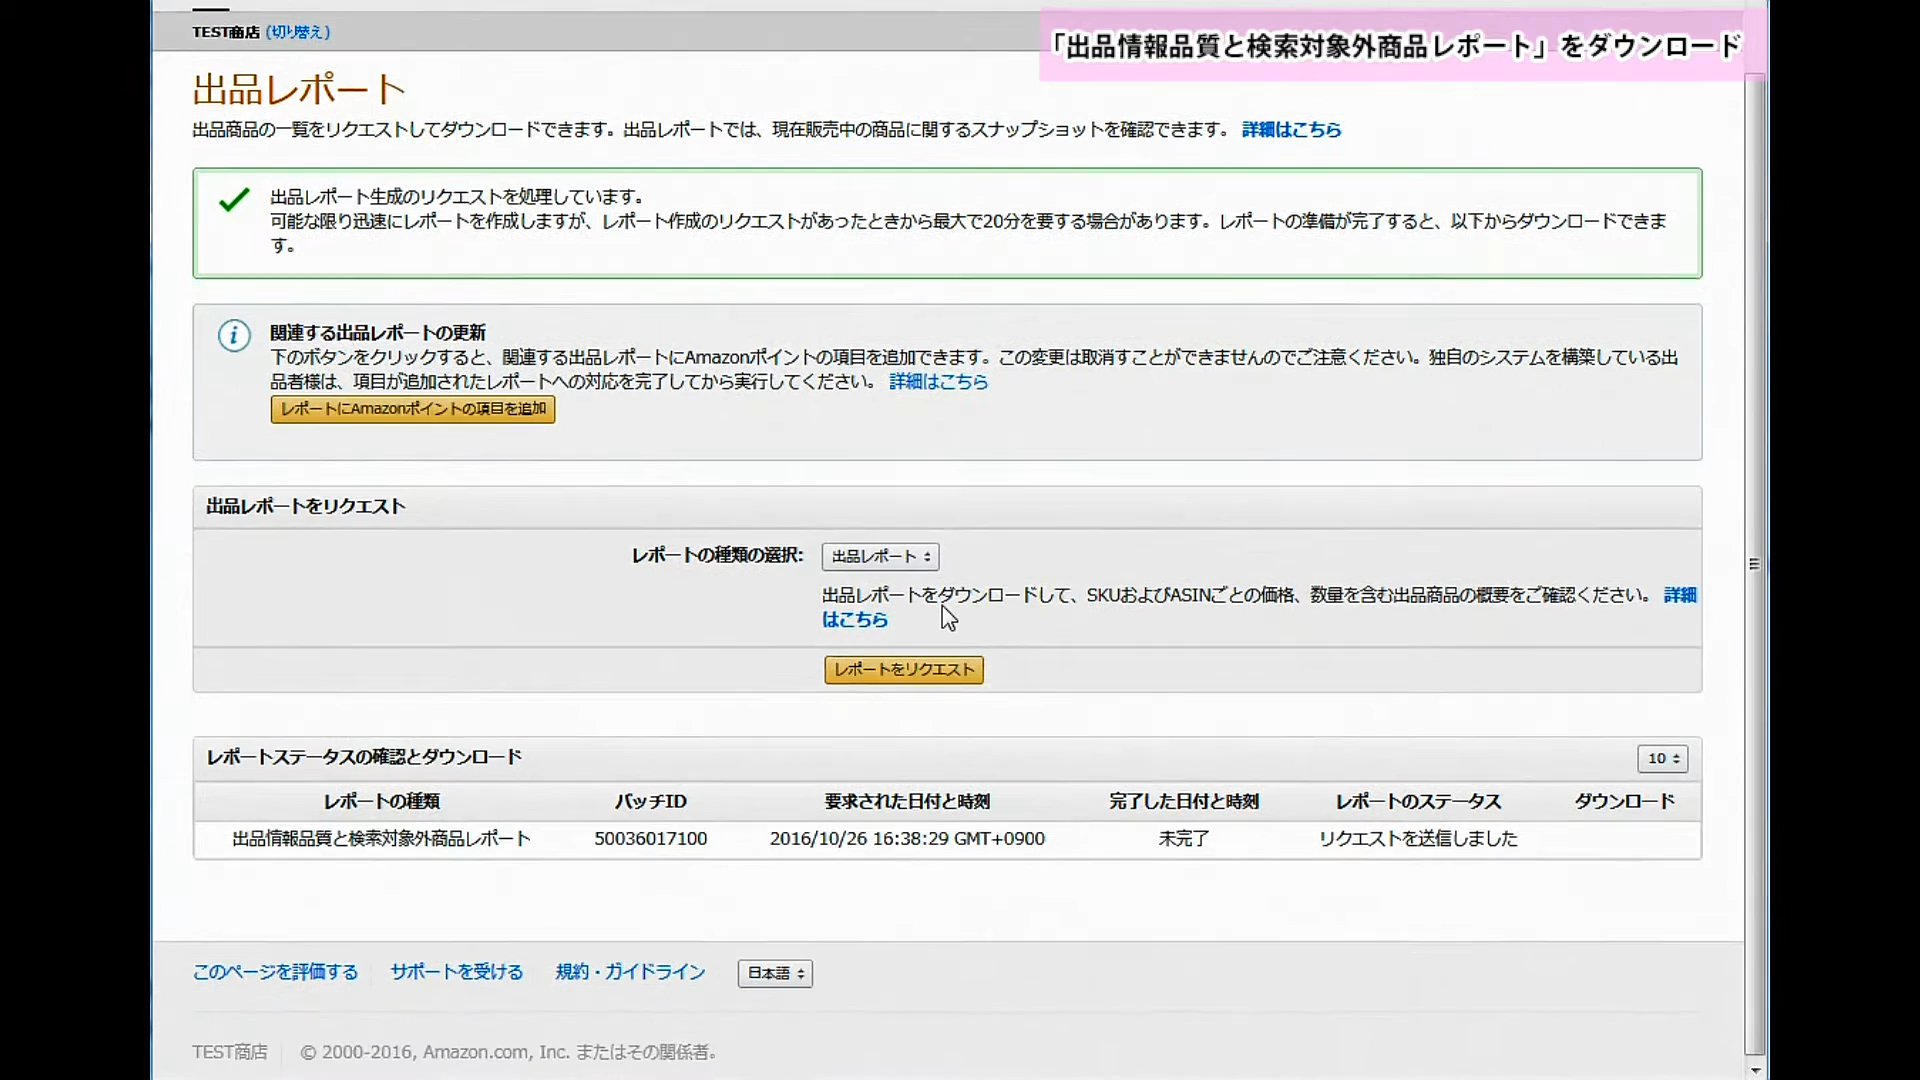 TEST商店 (切り替え)
「出品情報品質と検索対象外商品レポート」をダウンロード
出品レポート
出品商品の一覧をリクエストしてダウンロードできます。出品レポートでは、現在販売中の商品に関するスナップショットを確認できます。 詳細はこちら
出品レポート生成のリクエストを処理しています。
可能な限り迅速にレポートを作成しますが、レポート作成のリクエストがあったときから最大で20分を要する場合があります。レポートの準備が完了すると、以下からダウンロードできま
す。
関連する出品レポートの更新
下のボタンをクリックすると、関連する出品レポートにAmazonポイントの項目を追加できます。この変更は取消すことができませんのでご注意ください。独自のシステムを構築している出
品者様は、項目が追加されたレポートへの対応を完了してから実行してください。 詳細はこちら
レポートにAmazonポイントの項目を追加
出品レポートをリクエスト
レポートの種類の選択: 出品レポート
出品レポートをダウンロードして、SKUおよびASINごとの価格、数量を含む出品商品の概要をご確認ください。 詳細
はこちら
レポートをリクエスト
レポートステータスの確認とダウンロード 10
レポートの種類 バッチID 要求された日付と時刻 完了した日付と時刻 レポートのステータス ダウンロード
出品情報品質と検索対象外商品レポート 50036017100 2016/10/26 16:38:29 GMT+0900 未完了 リクエストを送信しました
このページを評価する サポートを受ける 規約・ガイドライン 日本語
TEST商店 © 2000-2016, Amazon.com, Inc. またはその関係者。